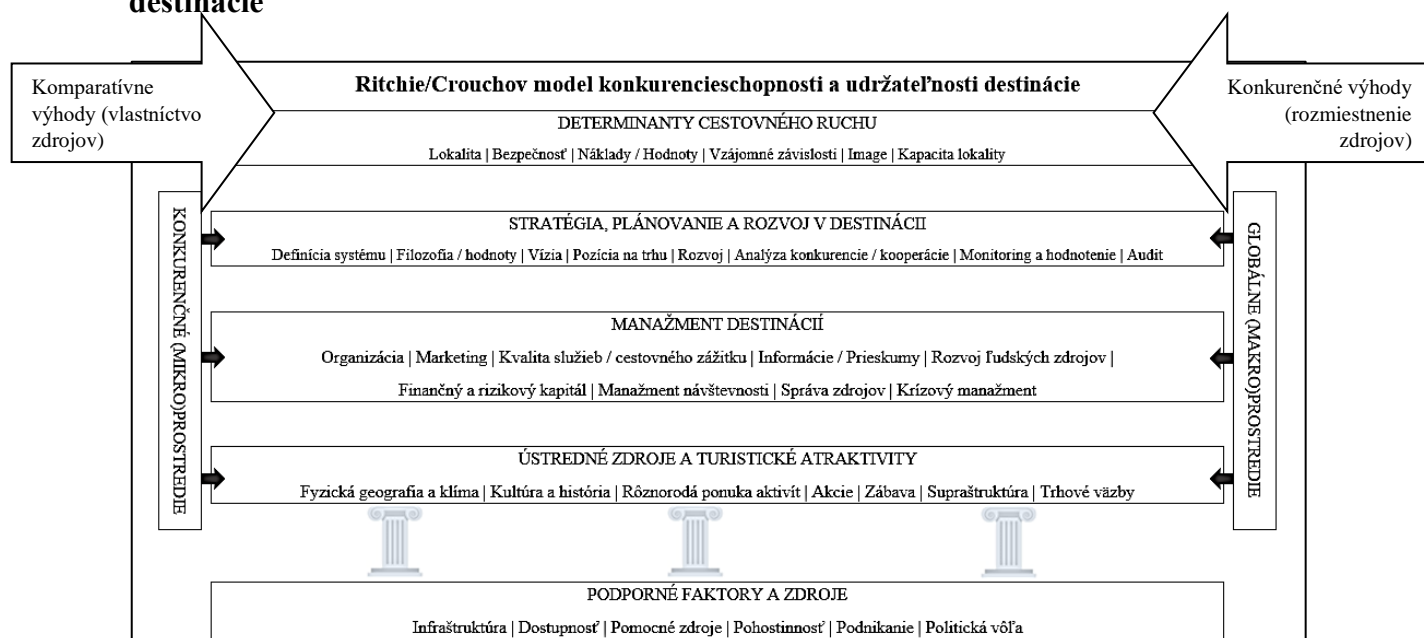 destinácie
Komparatívne
výhody (vlastníctvo
zdrojov)
Ritchie/Crouchov model konkurencieschopnosti a udržateľnosti destinácie
Konkurenčné výhody
(rozmiestnenie
zdrojov)
DETERMINANTY CESTOVNÉHO RUCHU
Lokalita | Bezpečnosť | Náklady / Hodnoty | Vzájomné závislosti | Image | Kapacita lokality
KONKURENČNÉ (MIKRO)PROSTREDIE
GLOBÁLNE (MAKRO)PROSTREDIE
STRATÉGIA, PLÁNOVANIE A ROZVOJ V DESTINÁCII
Definícia systému | Filozofia / hodnoty | Vízia | Pozícia na trhu | Rozvoj | Analýza konkurencie / kooperácie | Monitoring a hodnotenie | Audit
MANAŽMENT DESTINÁCIÍ
Organizácia | Marketing | Kvalita služieb / cestovného zážitku | Informácie / Prieskumy | Rozvoj ľudských zdrojov |
Finančný a rizikový kapitál | Manažment návštevnosti | Správa zdrojov | Krízový manažment
ÚSTREDNÉ ZDROJE A TURISTICKÉ ATRAKTIVITY
Fyzická geografia a klíma | Kultúra a história | Rôznorodá ponuka aktivít | Akcie | Zábava | Supraštruktúra | Trhové väzby
PODPORNÉ FAKTORY A ZDROJE
Infraštruktúra | Dostupnosť | Pomocné zdroje | Pohostinnosť | Podnikanie | Politická vôľa